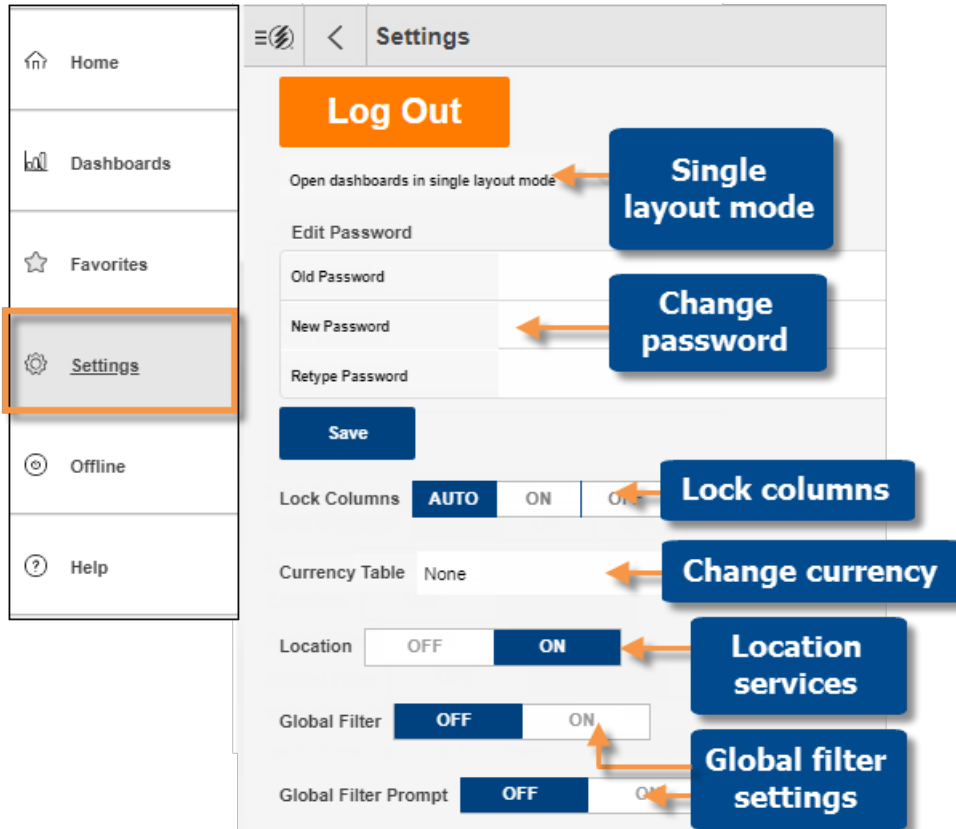 Home
Dashboards
Favorites
Settings
Offline
Help
Settings
Log Out
Open dashboards in single layout mode
Single
layout mode
Edit Password
Old Password
New Password
Retype Password
Change
password
Save
Lock Columns AUTO ON OFF
Lock columns
Currency Table None
Change currency
Location OFF ON
Location
services
Global Filter OFF ON
Global Filter Prompt OFF ON
Global filter
settings